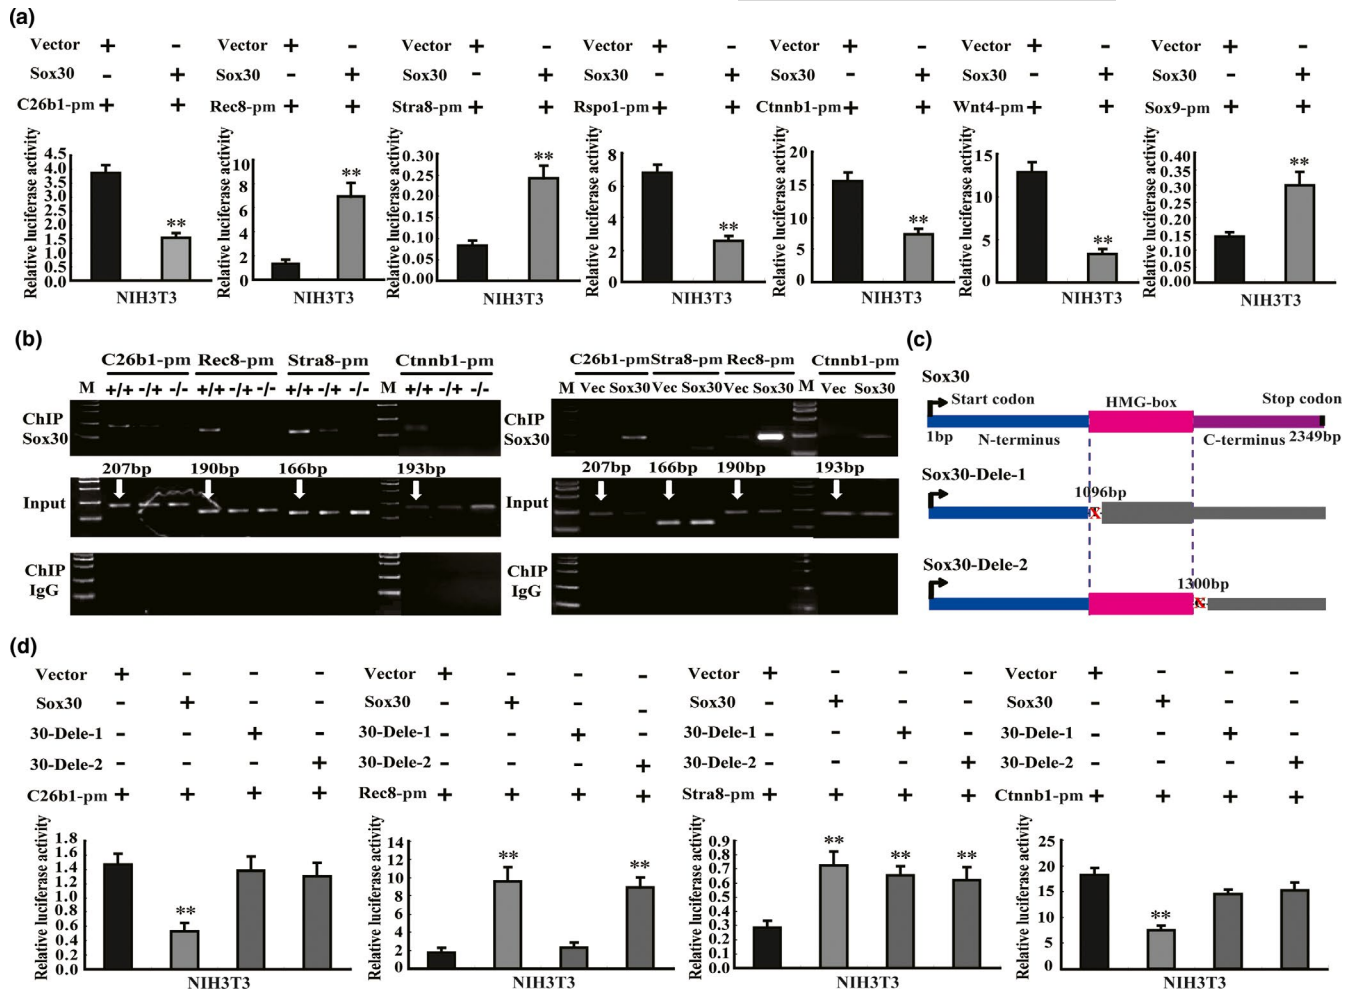 (a)
Vector + - Vector + - Vector + - Vector + - Vector + - Vector + - Vector + -
Sox30 - + Sox30 - + Sox30 - + Sox30 - + Sox30 - + Sox30 - + Sox30 - +
C26b1-pm + + Rec8-pm + + Stra8-pm + + Rspo1-pm + + Ctnnb1-pm + + Wnt4-pm + + Sox9-pm + +
Relative luciferase activity
4.5
4.0
3.5
3.0
2.5
2.0
1.5
1.0
0.5
0.0
**
NIH3T3
Relative luciferase activity
10
8
6
4
2
0
**
NIH3T3
Relative luciferase activity
0.30
0.25
0.20
0.15
0.10
0.05
0.00
**
NIH3T3
Relative luciferase activity
8
6
4
2
0
**
NIH3T3
Relative luciferase activity
20
15
10
5
0
**
NIH3T3
Relative luciferase activity
15
10
5
0
**
NIH3T3
Relative luciferase activity
0.40
0.35
0.30
0.25
0.20
0.15
0.10
0.05
0.00
**
NIH3T3
(b)
C26b1-pm Rec8-pm Stra8-pm Ctnnb1-pm
M +/+ -/+ -/- +/+ -/+ -/- +/+ -/+ -/- M +/+ -/+ -/-
ChIP
Sox30
207bp 190bp 166bp 193bp
Input
ChIP
IgG
C26b1-pm Stra8-pm Rec8-pm Ctnnb1-pm
M Vec Sox30 Vec Sox30 Vec Sox30 M Vec Sox30
ChIP
Sox30
207bp 166bp 190bp 193bp
Input
ChIP
IgG
(c)
Sox30
Start codon HMG-box Stop codon
1bp N-terminus C-terminus 2349bp
Sox30-Dele-1
1096bp
Sox30-Dele-2
1300bp
(d)
Vector + - - - Vector + - - - Vector + - - - Vector + - - -
Sox30 - + - - Sox30 - + - - Sox30 - + - - Sox30 - + - -
30-Dele-1 - - + - 30-Dele-1 - - + - 30-Dele-1 - - + - 30-Dele-1 - - + -
30-Dele-2 - - - + 30-Dele-2 - - - + 30-Dele-2 - - - + 30-Dele-2 - - - +
C26b1-pm + + + + Rec8-pm + + + + Stra8-pm + + + + Ctnnb1-pm + + + +
Relative luciferase activity
1.8
1.6
1.4
1.2
1.0
0.8
0.6
0.4
0.2
0.0
**
NIH3T3
Relative luciferase activity
14
12
10
8
6
4
2
0
** **
NIH3T3
Relative luciferase activity
0.9
0.8
0.7
0.6
0.5
0.4
0.3
0.2
0.1
0.0
** ** **
NIH3T3
Relative luciferase activity
25
20
15
10
5
0
**
NIH3T3